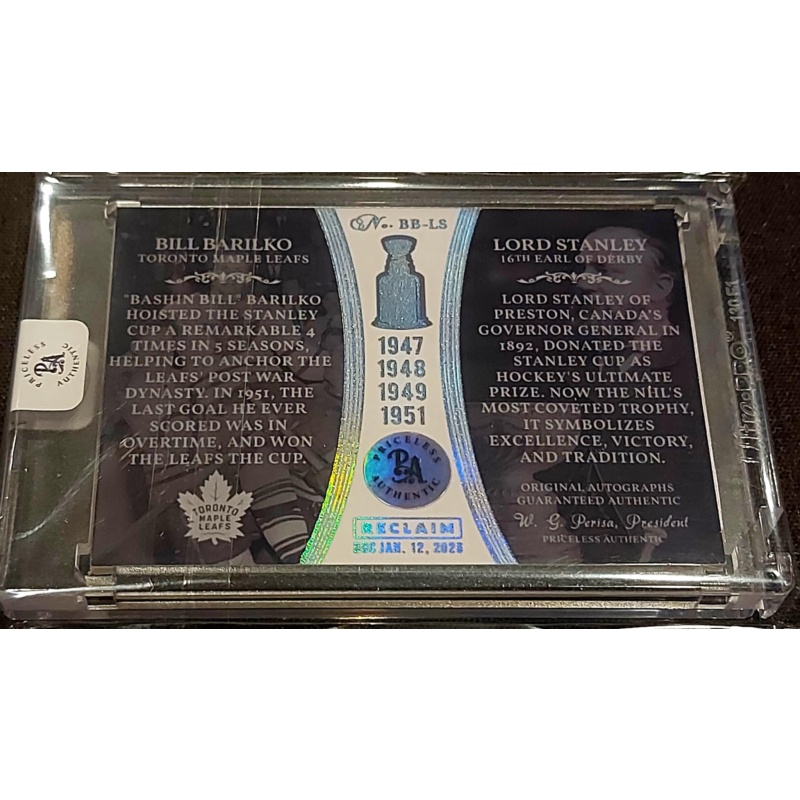 BILL BARILKO
TORONTO MAPLE LEAFS
"BASHIN BILL" BARILKO
HOISTED THE STANLEY
CUP A REMARKABLE 4
TIMES IN 5 SEASONS,
HELPING TO ANCHOR THE
LEAFS' POST WAR
DYNASTY. IN 1951, THE
LAST GOAL HE EVER
SCORED WAS IN
OVERTIME, AND WON
THE LEAFS THE CUP.
TORONTO
MAPLE
LEAFS
No. BB-LS
1947
1948
1949
1951
PRICELESS
PA
AUTHENTIC
RECLAIM
JAN. 12, 2026
LORD STANLEY
16TH EARL OF DERBY
LORD STANLEY OF
PRESTON, CANADA'S
GOVERNOR GENERAL IN
1892, DONATED THE
STANLEY CUP AS
HOCKEY'S ULTIMATE
PRIZE. NOW THE NHL'S
MOST COVETED TROPHY,
IT SYMBOLIZES
EXCELLENCE, VICTORY,
AND TRADITION.
ORIGINAL AUTOGRAPHS
GUARANTEED AUTHENTIC
W. G. Perisa, President
PRICELESS AUTHENTIC
PRICELESS
PA
AUTHENTIC